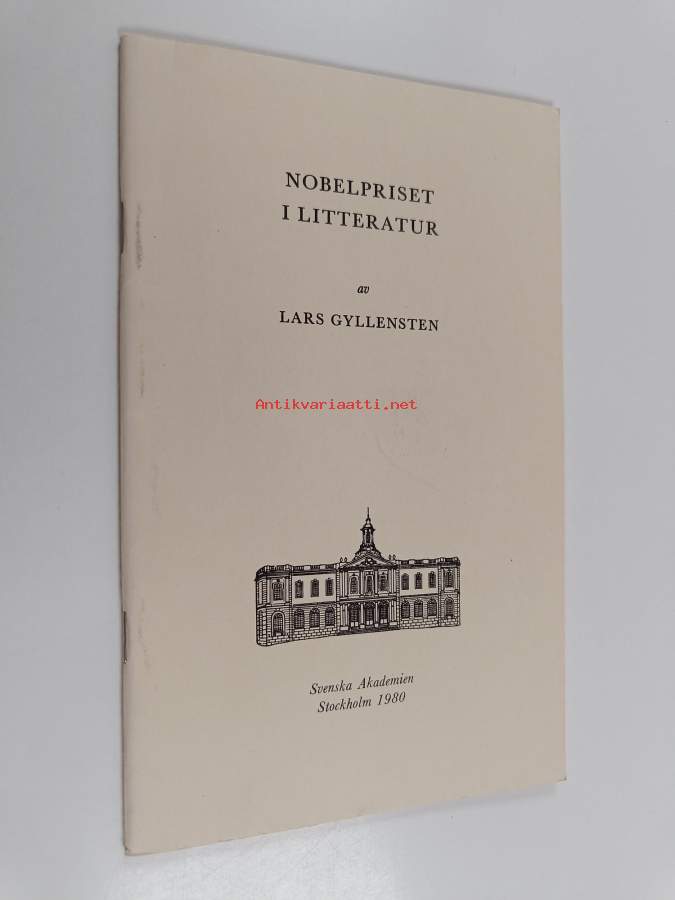 NOBELPRISET
I LITTERATUR
av
LARS GYLLENSTEN
Antikvariaatti.net
Svenska Akademien
Stockholm 1980